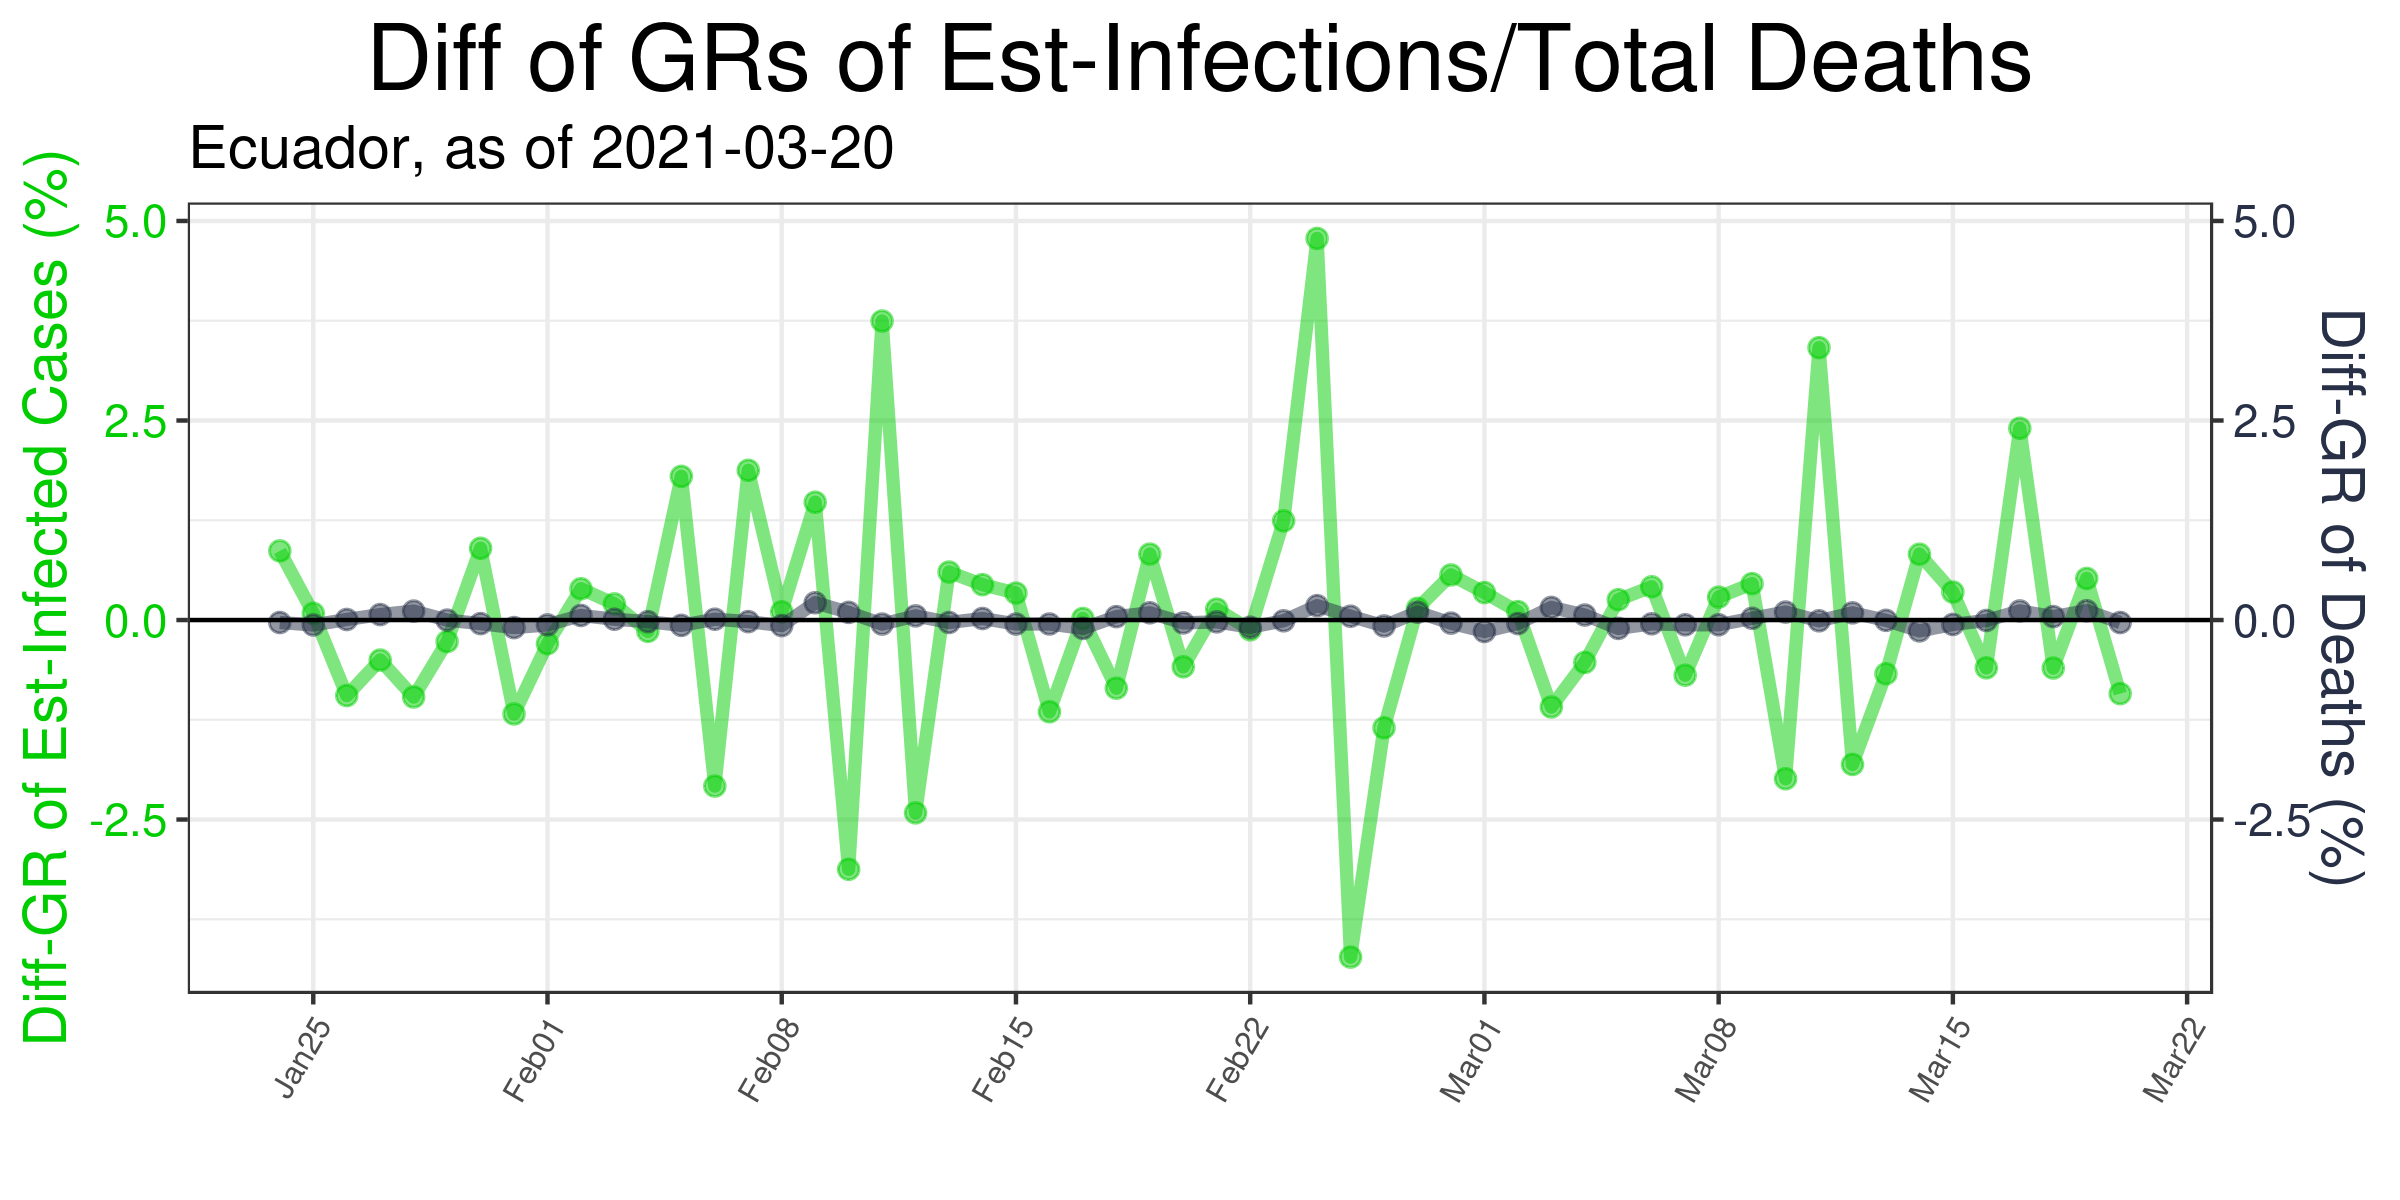 Diff of GRs of Est-Infections/Total Deaths
Ecuador, as of 2021-03-20
Diff-GR of Est-Infected Cases (%)
5.0
2.5
0.0
-2.5
5.0
2.5
0.0
-2.5
Diff-GR of Deaths (%)
Jan25
Feb01
Feb08
Feb15
Feb22
Mar01
Mar08
Mar15
Mar22